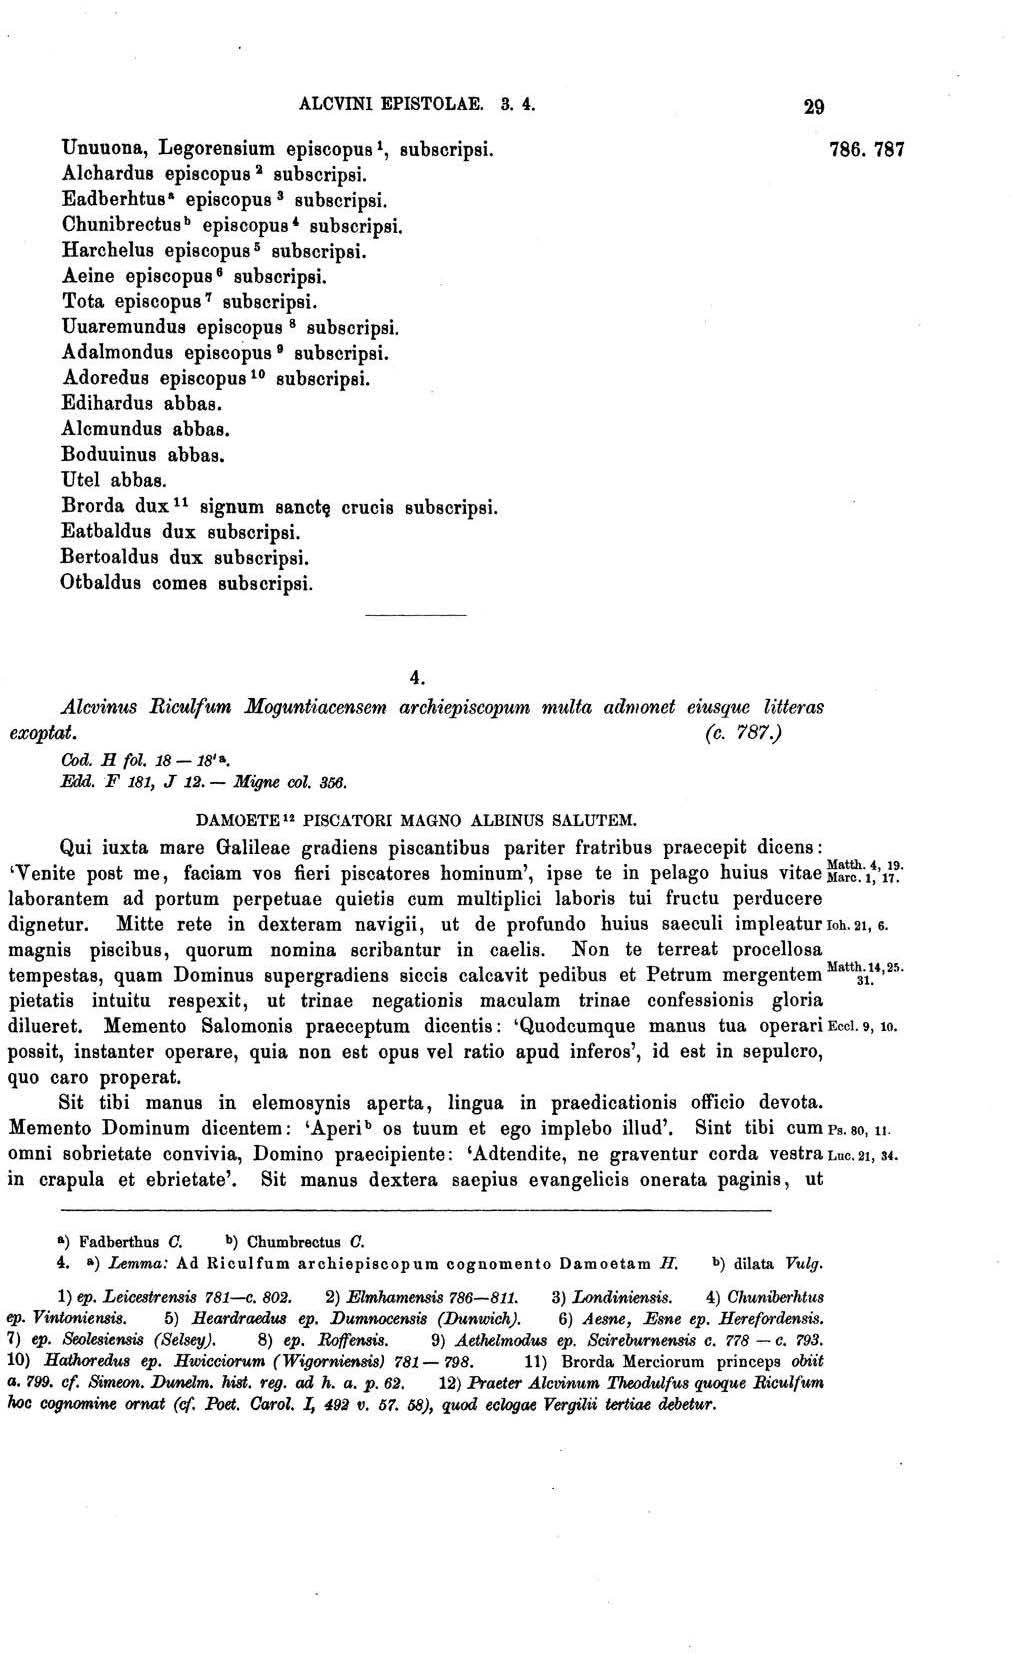 ALCVINI EPISTOLAE. 3. 4. 29
Unuuona, Legorensium episcopus ¹, subscripsi. 786. 787
Alchardus episcopus ² subscripsi.
Eadberhtusᵃ episcopus ³ subscripsi.
Chunibrectusᵇ episcopus ⁴ subscripsi.
Harchelus episcopus ⁵ subscripsi.
Aeine episcopus ⁶ subscripsi.
Tota episcopus ⁷ subscripsi.
Uuaremundus episcopus ⁸ subscripsi.
Adalmondus episcopus ⁹ subscripsi.
Adoredus episcopus ¹⁰ subscripsi.
Edihardus abbas.
Alcmundus abbas.
Boduuinus abbas.
Utel abbas.
Brorda dux ¹¹ signum sanctę crucis subscripsi.
Eatbaldus dux subscripsi.
Bertoaldus dux subscripsi.
Otbaldus comes subscripsi.
4.
Alcvinus Riculfum Moguntiacensem archiepiscopum multa admonet eiusque litteras
exoptat. (c. 787.)
Cod. H fol. 18 — 18'ᵃ.
Edd. F 181, J 12. — Migne col. 356.
DAMOETE ¹² PISCATORI MAGNO ALBINUS SALUTEM.
Qui iuxta mare Galileae gradiens piscantibus pariter fratribus praecepit dicens:
‘Venite post me, faciam vos fieri piscatores hominum’, ipse te in pelago huius vitae Matth. 4, 19. Marc. 1, 17.
laborantem ad portum perpetuae quietis cum multiplici laboris tui fructu perducere
dignetur. Mitte rete in dexteram navigii, ut de profundo huius saeculi impleatur Ioh. 21, 6.
magnis piscibus, quorum nomina scribantur in caelis. Non te terreat procellosa
tempestas, quam Dominus supergradiens siccis calcavit pedibus et Petrum mergentem Matth. 14, 25. 31.
pietatis intuitu respexit, ut trinae negationis maculam trinae confessionis gloria
dilueret. Memento Salomonis praeceptum dicentis: ‘Quodcumque manus tua operari Eccl. 9, 10.
possit, instanter operare, quia non est opus vel ratio apud inferos’, id est in sepulcro,
quo caro properat.
Sit tibi manus in elemosynis aperta, lingua in praedicationis officio devota.
Memento Dominum dicentem: ‘Aperiᵇ os tuum et ego implebo illud’. Sint tibi cum Ps. 80, 11.
omni sobrietate convivia, Domino praecipiente: ‘Adtendite, ne graventur corda vestra Luc. 21, 34.
in crapula et ebrietate’. Sit manus dextera saepius evangelicis onerata paginis, ut
ᵃ) Fadberthus C. ᵇ) Chumbrectus C.
4. ᵃ) Lemma: Ad Riculfum archiepiscopum cognomento Damoetam H. ᵇ) dilata Vulg.
1) ep. Leicestrensis 781—c. 802. 2) Elmhamensis 786—811. 3) Londiniensis. 4) Chuniberhtus
ep. Vintoniensis. 5) Heardraedus ep. Dumnocensis (Dunwich). 6) Aesne, Esne ep. Herefordensis.
7) ep. Seolesiensis (Selsey). 8) ep. Roffensis. 9) Aethelmodus ep. Scireburnensis c. 778 — c. 793.
10) Hathoredus ep. Hwicciorum (Wigorniensis) 781 — 798. 11) Brorda Merciorum princeps obiit
a. 799. cf. Simeon. Dunelm. hist. reg. ad h. a. p. 62. 12) Praeter Alcvinum Theodulfus quoque Riculfum
hoc cognomine ornat (cf. Poet. Carol. I, 492 v. 57. 58), quod eclogae Vergilii tertiae debetur.